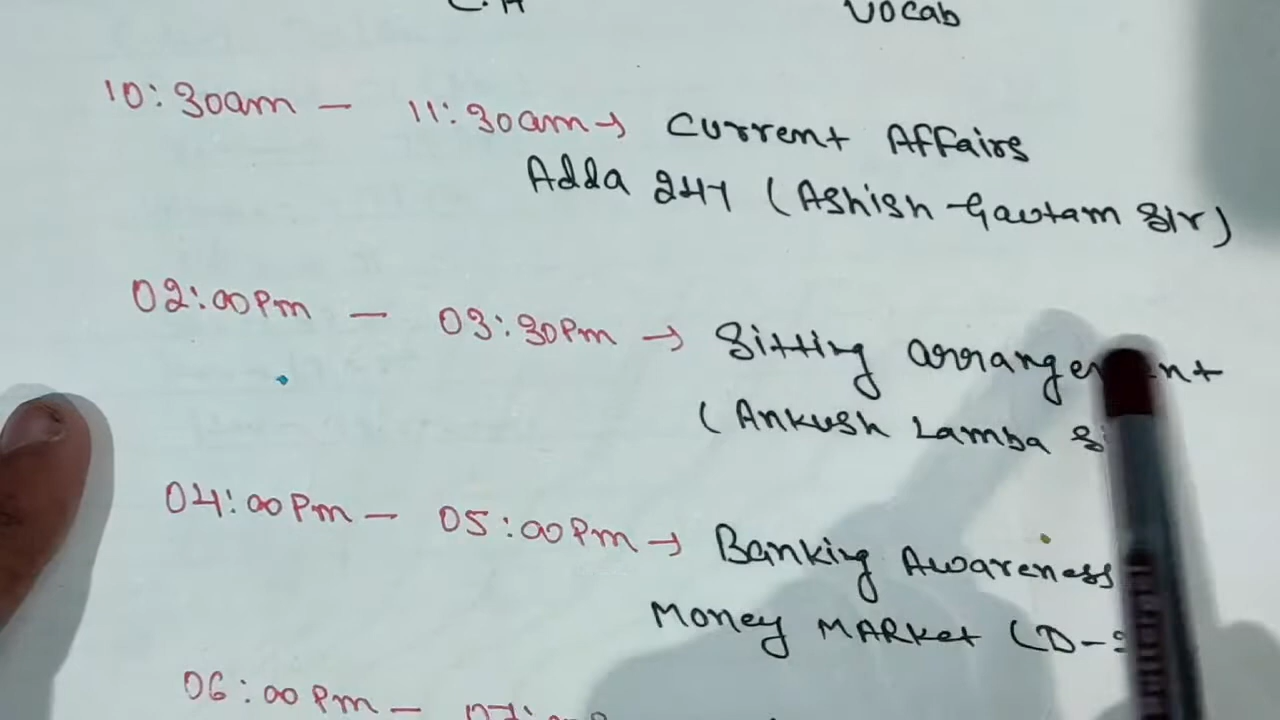 C.A Vocab
10:30am - 11:30am → Current Affairs
Adda 247 (Ashish Gautam Sir)
02:00Pm - 03:30Pm → Sitting arrangement
(Ankush Lamba
04:00Pm - 05:00Pm → Banking Awareness
Money MARKet (D-
06:00Pm -